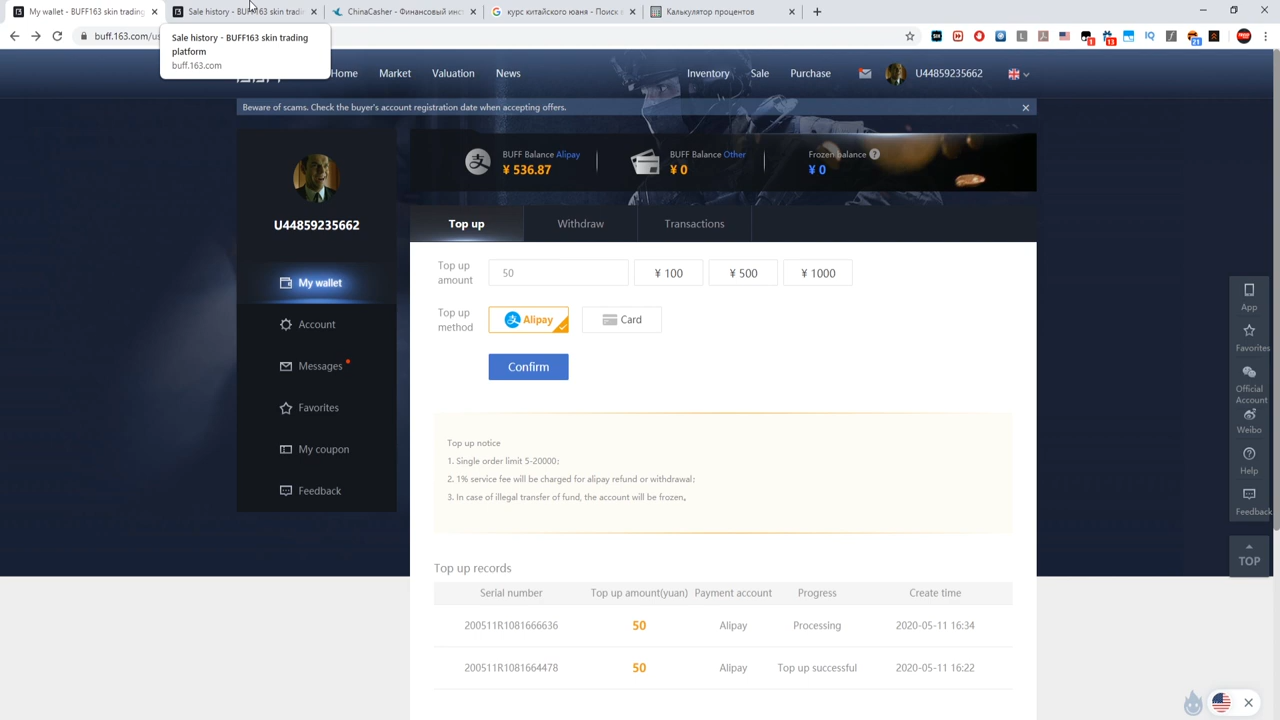 My wallet - BUFF163 skin trading
Sale history - BUFF163 skin tradi
ChinaCasher - Финансовый инст
курс китайского юаня - Поиск о
Калькулятор процентов
buff.163.com/us
Sale history - BUFF163 skin trading
platform
buff.163.com
Home
Market
Valuation
News
Inventory
Sale
Purchase
U44859235662
Beware of scams. Check the buyer's account registration date when accepting offers.
BUFF Balance Alipay
¥ 536.87
BUFF Balance Other
¥ 0
Frozen balance ?
¥ 0
U44859235662
My wallet
Account
Messages
Favorites
My coupon
Feedback
Top up
Withdraw
Transactions
Top up
amount
50
¥ 100
¥ 500
¥ 1000
Top up
method
Alipay
Card
Confirm
Top up notice
1. Single order limit 5-20000;
2. 1% service fee will be charged for alipay refund or withdrawal;
3. In case of illegal transfer of fund, the account will be frozen。
Top up records
Serial number Top up amount(yuan) Payment account Progress Create time
200511R1081666636 50 Alipay Processing 2020-05-11 16:34
200511R1081664478 50 Alipay Top up successful 2020-05-11 16:22
App
Favorites
Official
Account
Weibo
Help
Feedback
TOP